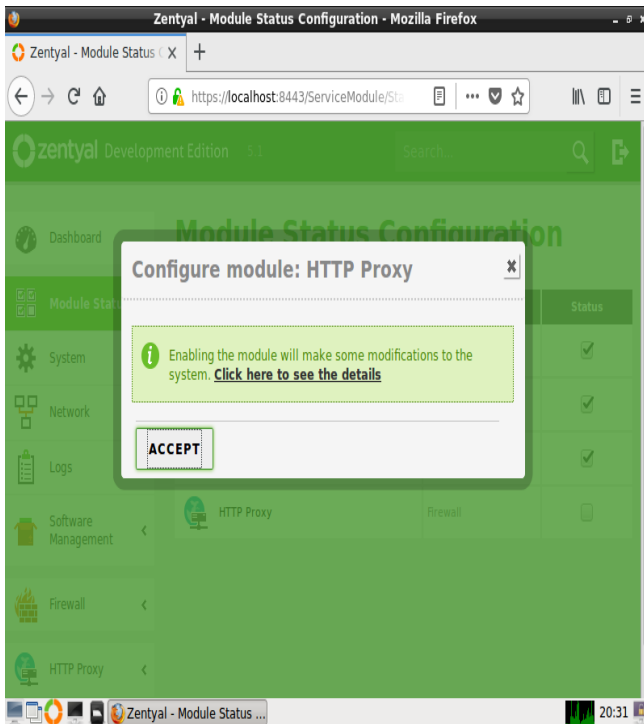 Zentyal - Module Status Configuration - Mozilla Firefox
Zentyal - Module Status
https://localhost:8443/ServiceModule/Sta
zentyal Development Edition 5.1
Search...
Module Status Configuration
Dashboard
Module Statu
Status
System
Network
Logs
Software
Management
Firewall
HTTP Proxy
Configure module: HTTP Proxy
Enabling the module will make some modifications to the
system. Click here to see the details
ACCEPT
HTTP Proxy Firewall
Zentyal - Module Status ...
20:31